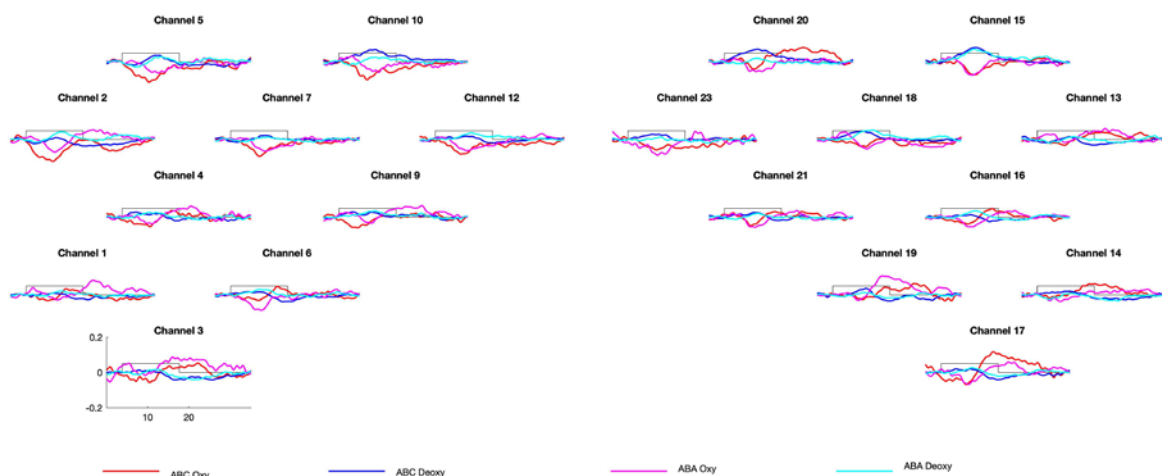 Channel 5
Channel 10
Channel 20
Channel 15
Channel 2
Channel 7
Channel 12
Channel 23
Channel 18
Channel 13
Channel 4
Channel 9
Channel 21
Channel 16
Channel 1
Channel 6
Channel 19
Channel 14
Channel 3
Channel 17
0.2
0
-0.2
10 20
ABC Oxy ABC Deoxy ABA Oxy ABA Deoxy